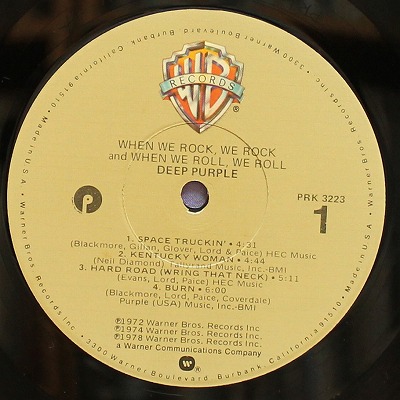 WB
RECORDS
®
WHEN WE ROCK, WE ROCK
and WHEN WE ROLL, WE ROLL
DEEP PURPLE
PRK 3223
1
P
1. SPACE TRUCKIN' • 4:31
(Blackmore, Gillan, Glover, Lord & Paice) HEC Music
2. KENTUCKY WOMAN • 4:44
(Neil Diamond) Tallyrand Music, Inc.-BMI
3. HARD ROAD (WRING THAT NECK) • 5:11
(Evans, Lord, Paice) HEC Music
4. BURN • 6:00
(Blackmore, Lord, Paice, Coverdale)
Purple (USA) Music, Inc.-BMI
℗1972 Warner Bros. Records Inc.
℗1974 Warner Bros. Records Inc.
℗1978 Warner Bros. Records Inc.
a Warner Communications Company
Warner Bros. Records Inc. • 3300 Warner Boulevard, Burbank, California 91510 • Made in U.S.A.